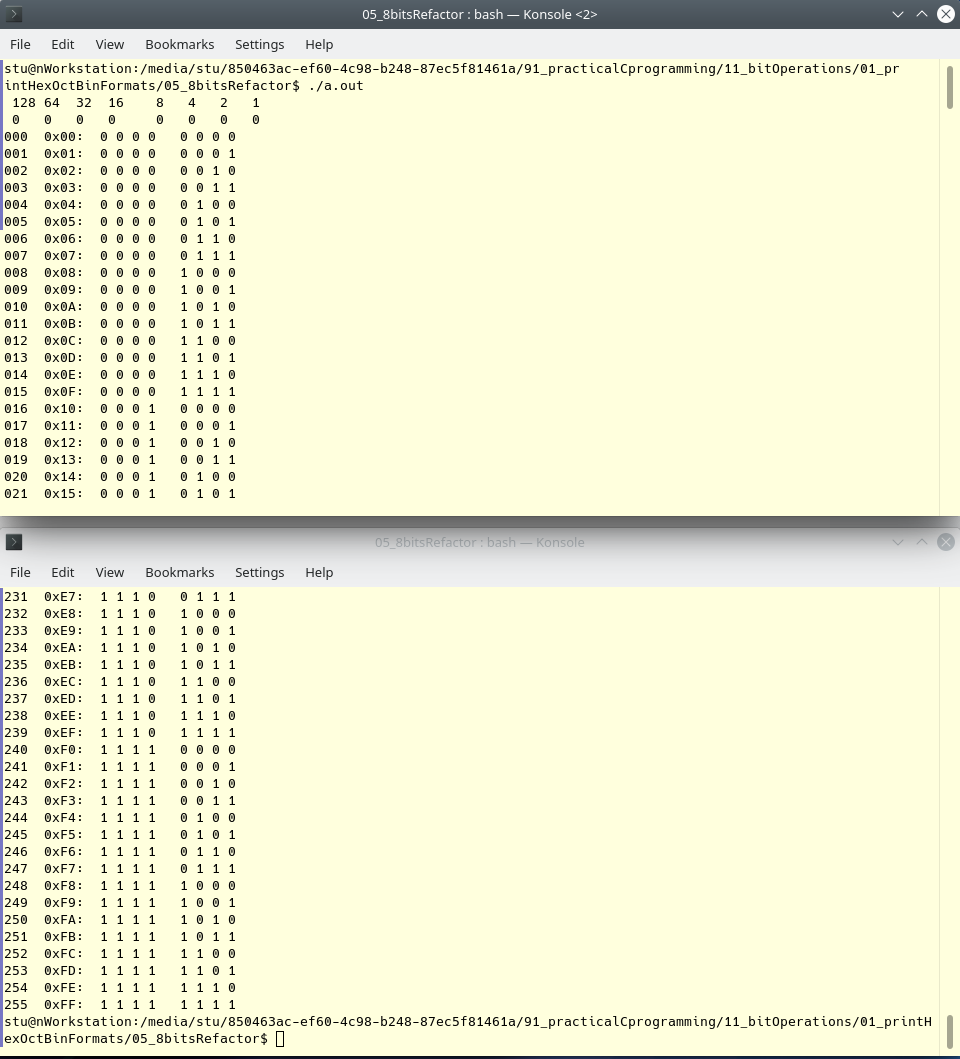 05_8bitsRefactor : bash — Konsole <2>
File Edit View Bookmarks Settings Help
stu@nWorkstation:/media/stu/850463ac-ef60-4c98-b248-87ec5f81461a/91_practicalCprogramming/11_bitOperations/01_pr
intHexOctBinFormats/05_8bitsRefactor$ ./a.out
128 64 32 16 8 4 2 1
0 0 0 0 0 0 0 0
000 0x00: 0 0 0 0 0 0 0 0
001 0x01: 0 0 0 0 0 0 0 1
002 0x02: 0 0 0 0 0 0 1 0
003 0x03: 0 0 0 0 0 0 1 1
004 0x04: 0 0 0 0 0 1 0 0
005 0x05: 0 0 0 0 0 1 0 1
006 0x06: 0 0 0 0 0 1 1 0
007 0x07: 0 0 0 0 0 1 1 1
008 0x08: 0 0 0 0 1 0 0 0
009 0x09: 0 0 0 0 1 0 0 1
010 0x0A: 0 0 0 0 1 0 1 0
011 0x0B: 0 0 0 0 1 0 1 1
012 0x0C: 0 0 0 0 1 1 0 0
013 0x0D: 0 0 0 0 1 1 0 1
014 0x0E: 0 0 0 0 1 1 1 0
015 0x0F: 0 0 0 0 1 1 1 1
016 0x10: 0 0 0 1 0 0 0 0
017 0x11: 0 0 0 1 0 0 0 1
018 0x12: 0 0 0 1 0 0 1 0
019 0x13: 0 0 0 1 0 0 1 1
020 0x14: 0 0 0 1 0 1 0 0
021 0x15: 0 0 0 1 0 1 0 1
05_8bitsRefactor : bash — Konsole
File Edit View Bookmarks Settings Help
231 0xE7: 1 1 1 0 0 1 1 1
232 0xE8: 1 1 1 0 1 0 0 0
233 0xE9: 1 1 1 0 1 0 0 1
234 0xEA: 1 1 1 0 1 0 1 0
235 0xEB: 1 1 1 0 1 0 1 1
236 0xEC: 1 1 1 0 1 1 0 0
237 0xED: 1 1 1 0 1 1 0 1
238 0xEE: 1 1 1 0 1 1 1 0
239 0xEF: 1 1 1 0 1 1 1 1
240 0xF0: 1 1 1 1 0 0 0 0
241 0xF1: 1 1 1 1 0 0 0 1
242 0xF2: 1 1 1 1 0 0 1 0
243 0xF3: 1 1 1 1 0 0 1 1
244 0xF4: 1 1 1 1 0 1 0 0
245 0xF5: 1 1 1 1 0 1 0 1
246 0xF6: 1 1 1 1 0 1 1 0
247 0xF7: 1 1 1 1 0 1 1 1
248 0xF8: 1 1 1 1 1 0 0 0
249 0xF9: 1 1 1 1 1 0 0 1
250 0xFA: 1 1 1 1 1 0 1 0
251 0xFB: 1 1 1 1 1 0 1 1
252 0xFC: 1 1 1 1 1 1 0 0
253 0xFD: 1 1 1 1 1 1 0 1
254 0xFE: 1 1 1 1 1 1 1 0
255 0xFF: 1 1 1 1 1 1 1 1
stu@nWorkstation:/media/stu/850463ac-ef60-4c98-b248-87ec5f81461a/91_practicalCprogramming/11_bitOperations/01_printH
exOctBinFormats/05_8bitsRefactor$